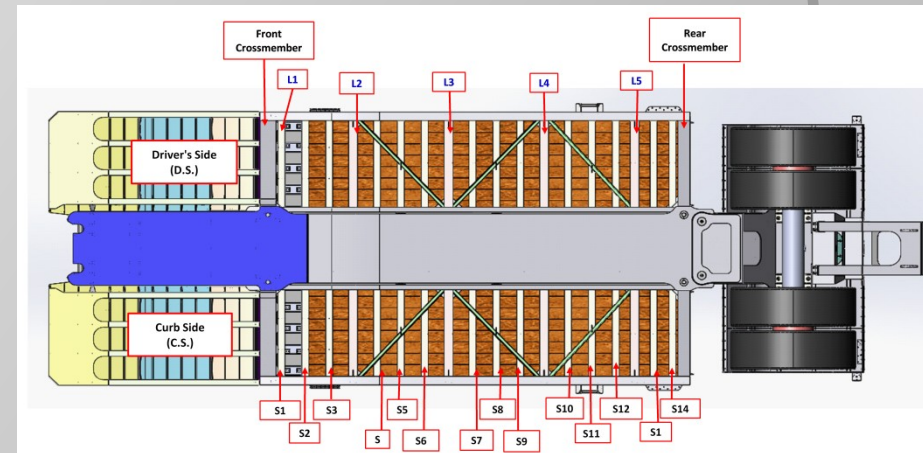 Front
Crossmember
Rear
Crossmember
L1
L2
L3
L4
L5
Driver's Side
(D.S.)
Curb Side
(C.S.)
S1
S2
S3
S
S5
S6
S7
S8
S9
S10
S11
S12
S1
S14